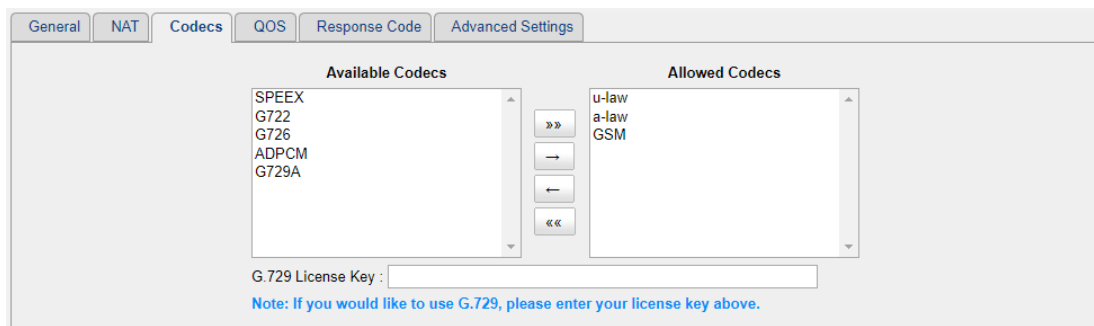 General NAT Codecs QOS Response Code Advanced Settings
Available Codecs
SPEEX
G722
G726
ADPCM
G729A
»»
→
←
««
Allowed Codecs
u-law
a-law
GSM
G.729 License Key :
Note: If you would like to use G.729, please enter your license key above.